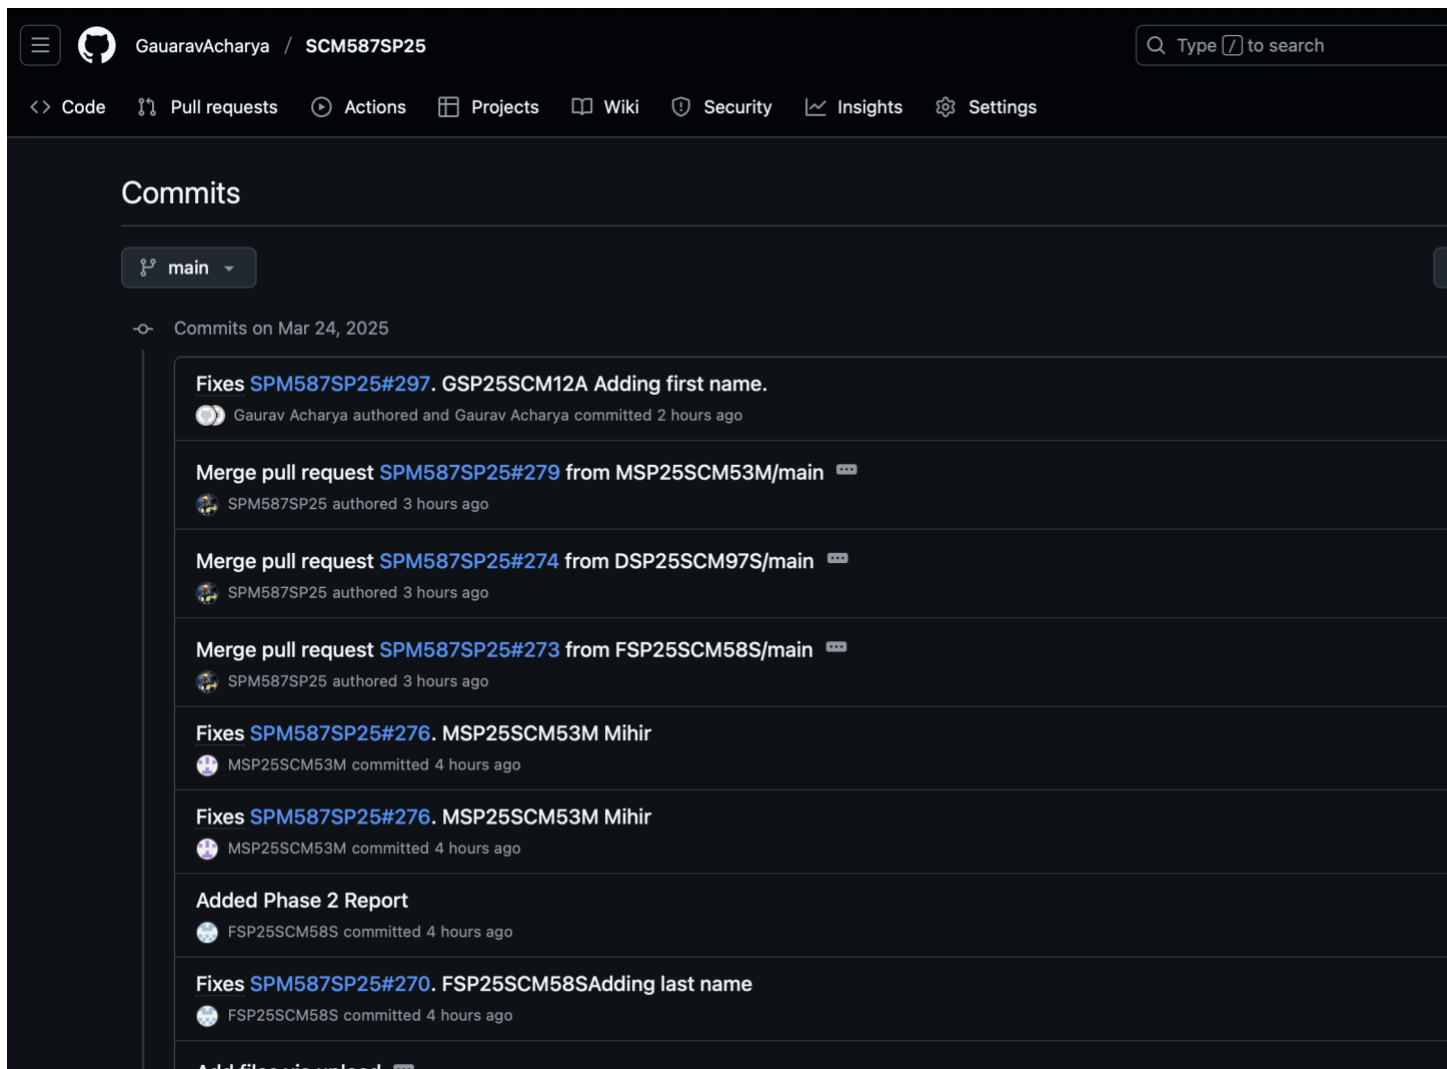 GauaravAcharya / SCM587SP25
Type / to search
Code Pull requests Actions Projects Wiki Security Insights Settings
Commits
main
Commits on Mar 24, 2025
Fixes SPM587SP25#297. GSP25SCM12A Adding first name.
Gaurav Acharya authored and Gaurav Acharya committed 2 hours ago
Merge pull request SPM587SP25#279 from MSP25SCM53M/main
SPM587SP25 authored 3 hours ago
Merge pull request SPM587SP25#274 from DSP25SCM97S/main
SPM587SP25 authored 3 hours ago
Merge pull request SPM587SP25#273 from FSP25SCM58S/main
SPM587SP25 authored 3 hours ago
Fixes SPM587SP25#276. MSP25SCM53M Mihir
MSP25SCM53M committed 4 hours ago
Fixes SPM587SP25#276. MSP25SCM53M Mihir
MSP25SCM53M committed 4 hours ago
Added Phase 2 Report
FSP25SCM58S committed 4 hours ago
Fixes SPM587SP25#270. FSP25SCM58SAdding last name
FSP25SCM58S committed 4 hours ago
Add files via upload